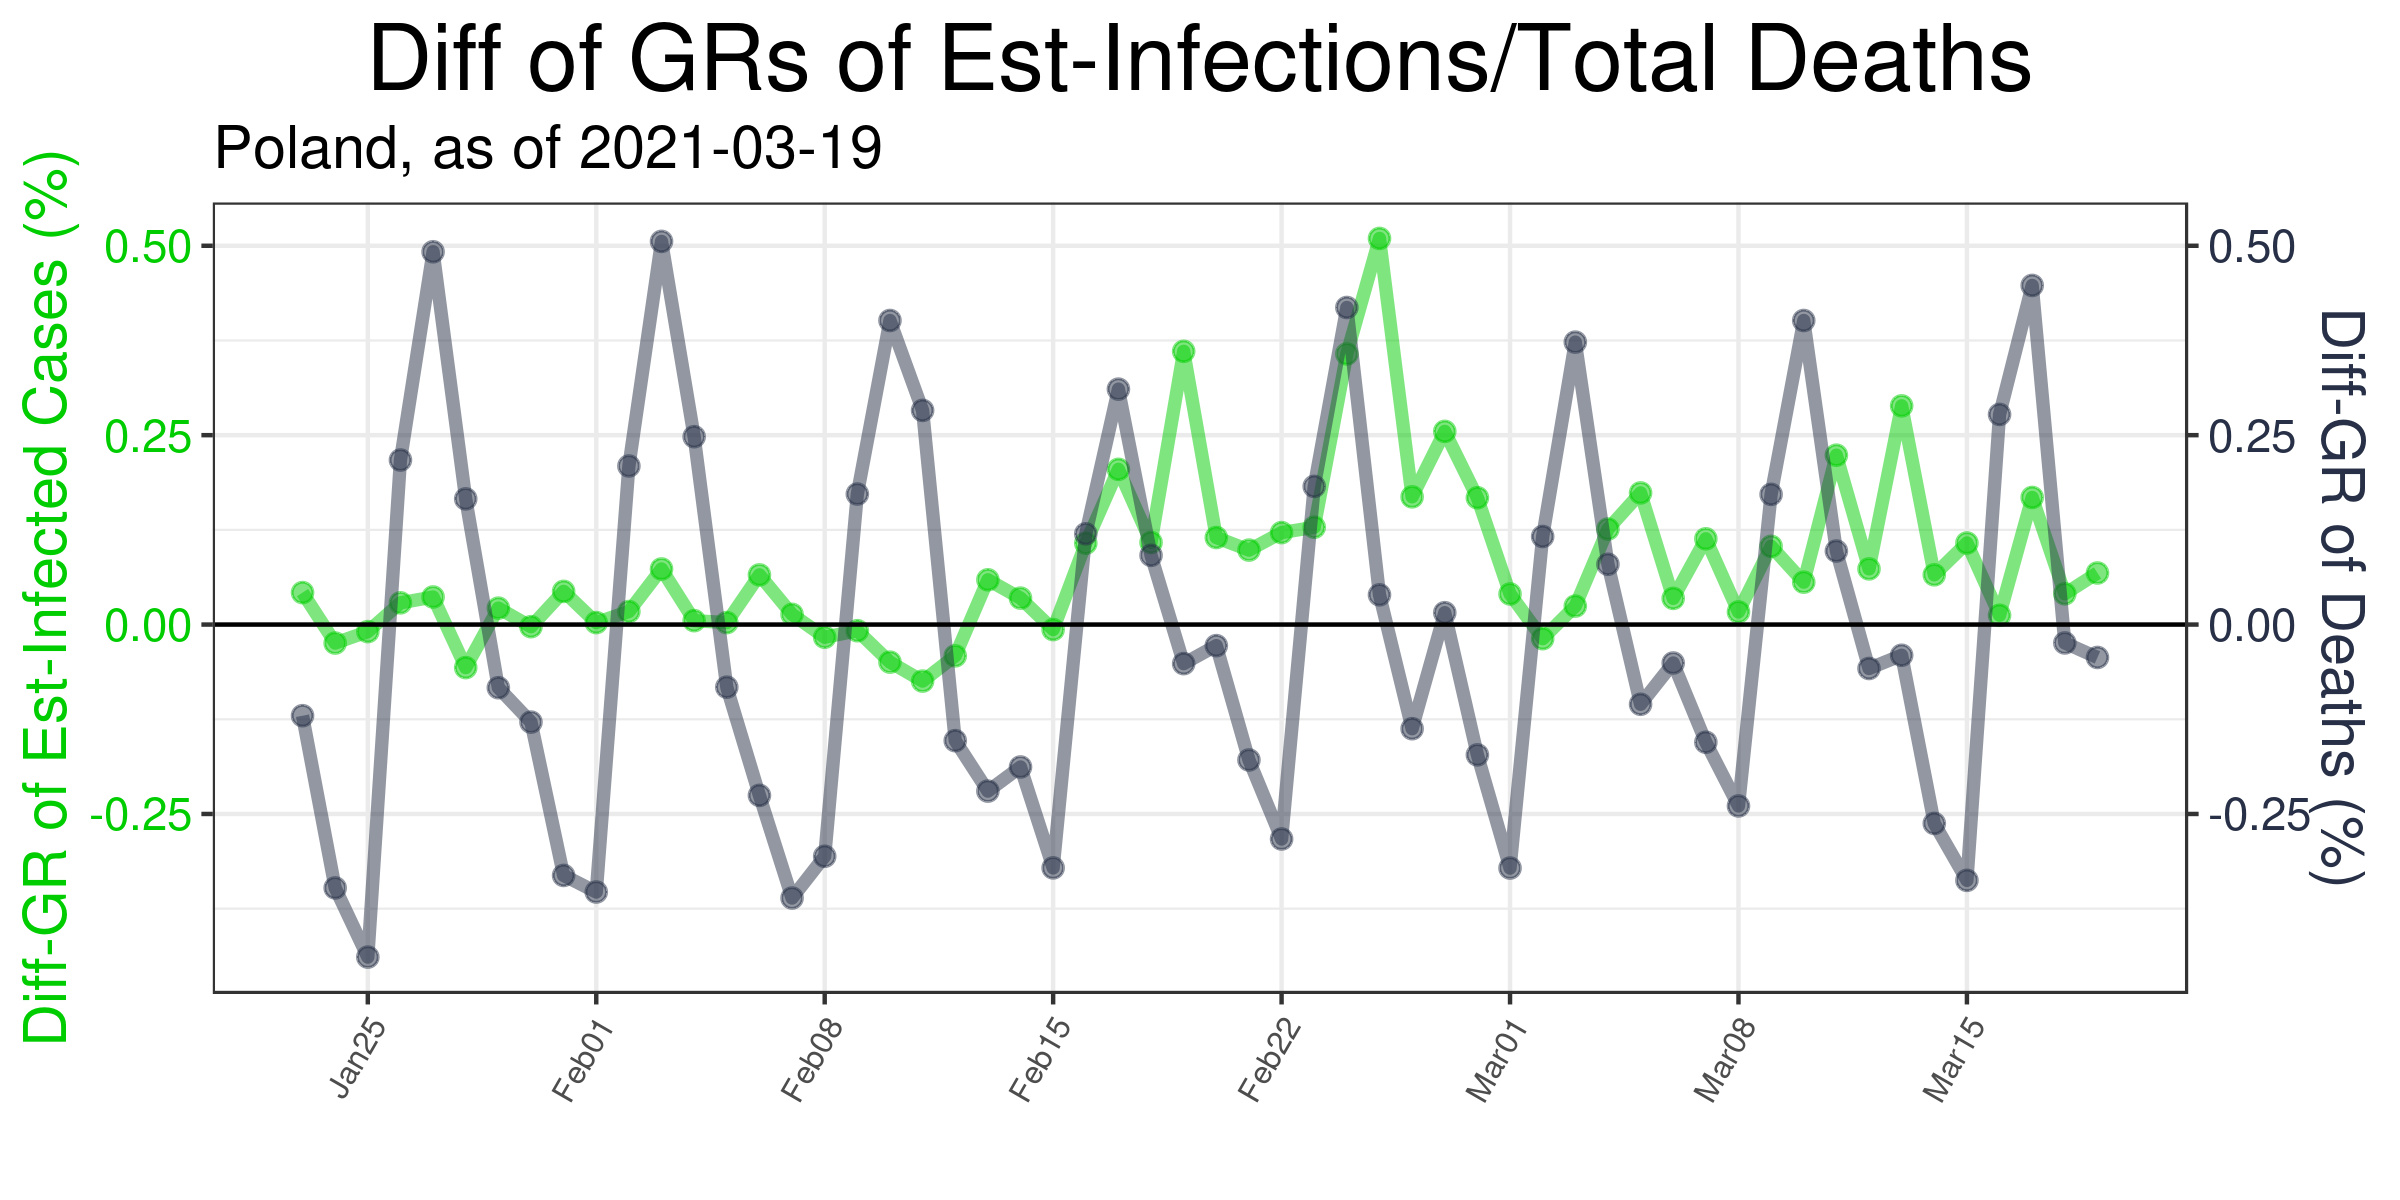 Diff of GRs of Est-Infections/Total Deaths
Poland, as of 2021-03-19
Diff-GR of Est-Infected Cases (%)
0.50
0.25
0.00
-0.25
0.50
0.25
0.00
-0.25
Diff-GR of Deaths (%)
Jan25
Feb01
Feb08
Feb15
Feb22
Mar01
Mar08
Mar15